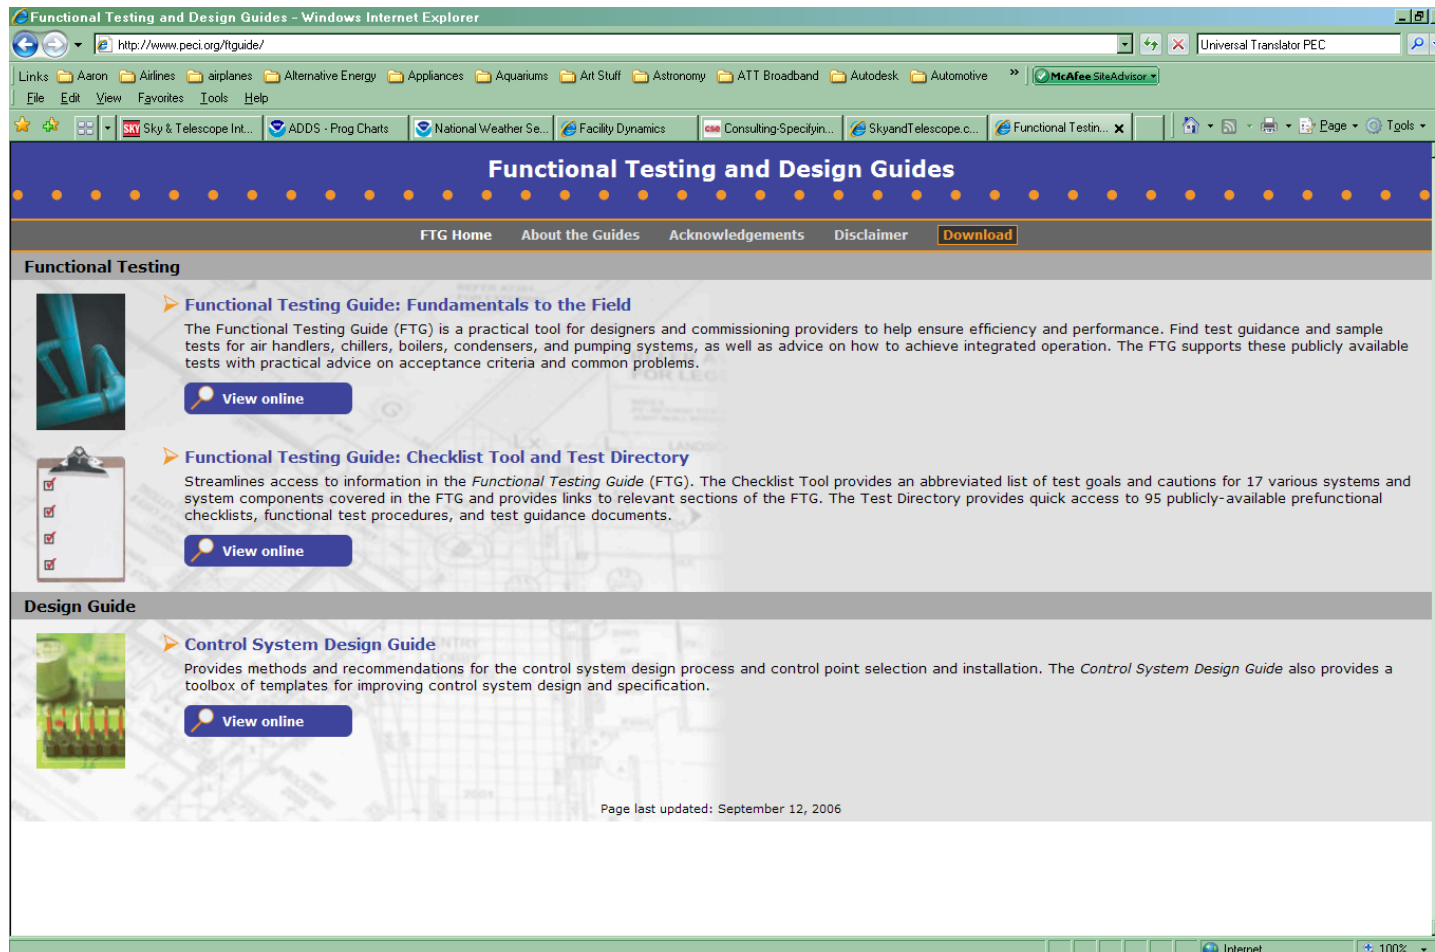 Functional Testing and Design Guides - Windows Internet Explorer
http://www.peci.org/ftguide/
Universal Translator PEC
Links Aaron Airlines airplanes Alternative Energy Appliances Aquariums Art Stuff Astronomy ATT Broadband Autodesk Automotive » McAfee SiteAdvisor
File Edit View Favorites Tools Help
SKY Sky & Telescope Int... ADDS - Prog Charts National Weather Se... Facility Dynamics cse Consulting-Specifyin... SkyandTelescope.c... Functional Testin... Page Tools
Functional Testing and Design Guides
FTG Home About the Guides Acknowledgements Disclaimer Download
Functional Testing
Functional Testing Guide: Fundamentals to the Field
The Functional Testing Guide (FTG) is a practical tool for designers and commissioning providers to help ensure efficiency and performance. Find test guidance and sample
tests for air handlers, chillers, boilers, condensers, and pumping systems, as well as advice on how to achieve integrated operation. The FTG supports these publicly available
tests with practical advice on acceptance criteria and common problems.
View online
Functional Testing Guide: Checklist Tool and Test Directory
Streamlines access to information in the Functional Testing Guide (FTG). The Checklist Tool provides an abbreviated list of test goals and cautions for 17 various systems and
system components covered in the FTG and provides links to relevant sections of the FTG. The Test Directory provides quick access to 95 publicly-available prefunctional
checklists, functional test procedures, and test guidance documents.
View online
Design Guide
Control System Design Guide
Provides methods and recommendations for the control system design process and control point selection and installation. The Control System Design Guide also provides a
toolbox of templates for improving control system design and specification.
View online
Page last updated: September 12, 2006
Internet 100%